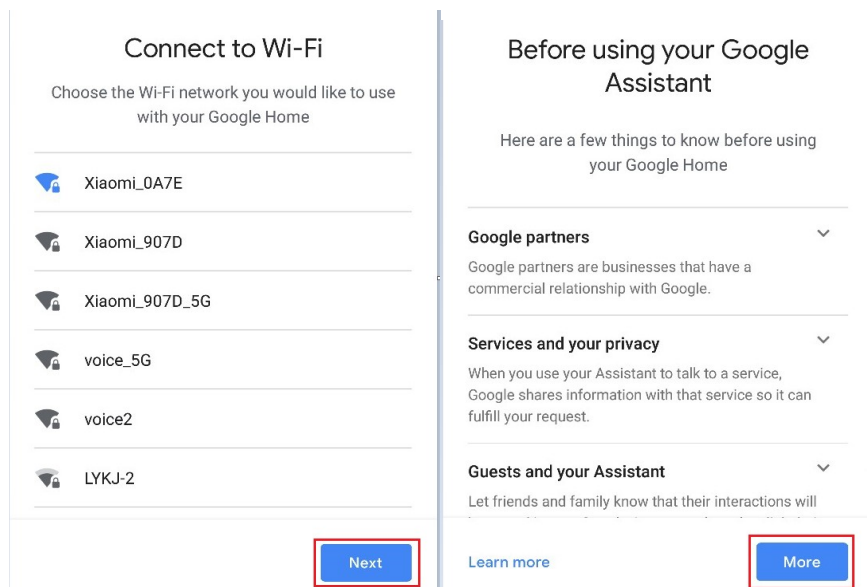 Connect to Wi-Fi
Choose the Wi-Fi network you would like to use
with your Google Home
Xiaomi_0A7E
Xiaomi_907D
Xiaomi_907D_5G
voice_5G
voice2
LYKJ-2
Next
Before using your Google
Assistant
Here are a few things to know before using
your Google Home
Google partners
Google partners are businesses that have a
commercial relationship with Google.
Services and your privacy
When you use your Assistant to talk to a service,
Google shares information with that service so it can
fulfill your request.
Guests and your Assistant
Let friends and family know that their interactions will
Learn more
More